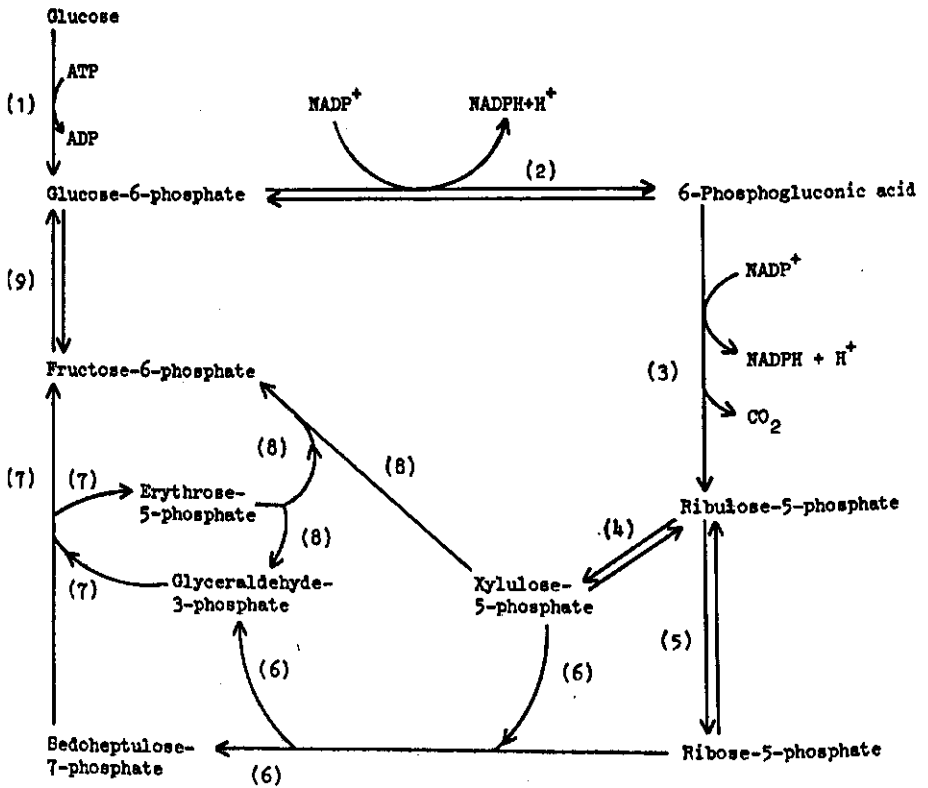 Glucose
ATP
(1)
ADP
NADP+
NADPH+H+
(2)
Glucose-6-phosphate
6-Phosphogluconic acid
(9)
NADP+
NADPH + H+
(3)
CO2
Fructose-6-phosphate
(8)
(8)
(7)
(7)
Erythrose-
5-phosphate
(8)
Ribulose-5-phosphate
(4)
(7)
Glyceraldehyde-
3-phosphate
Xylulose-
5-phosphate
(5)
(6)
(6)
Sedoheptulose-
7-phosphate
(6)
Ribose-5-phosphate